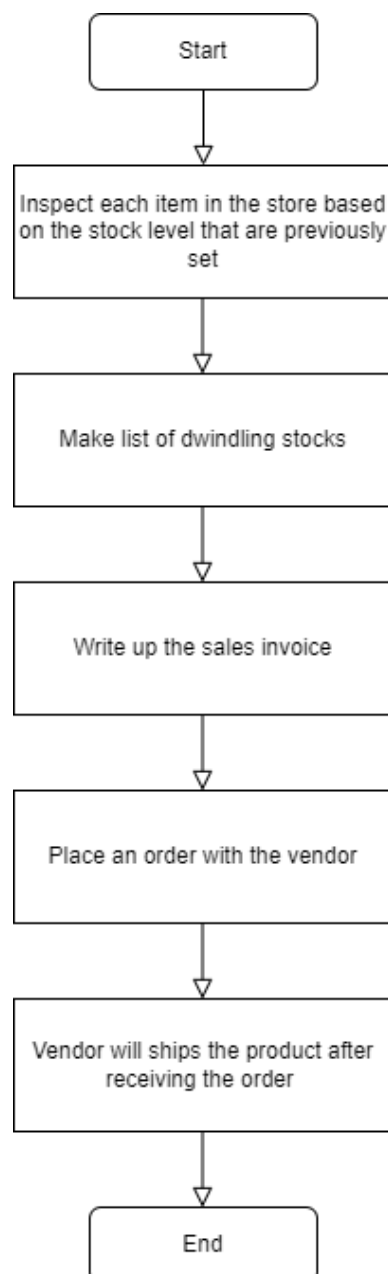 Start
Inspect each item in the store based
on the stock level that are previously
set
Make list of dwindling stocks
Write up the sales invoice
Place an order with the vendor
Vendor will ships the product after
receiving the order
End